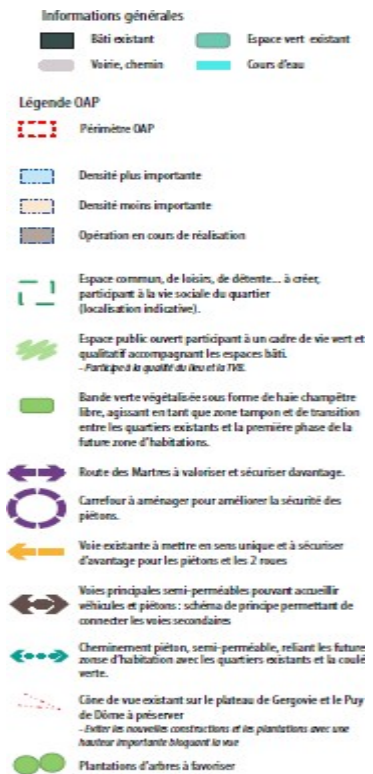 Informations générales
Bâti existant
Espace vert existant
Voirie, chemin
Cours d'eau
Légende OAP
Périmètre OAP
Densité plus importante
Densité moins importante
Opération en cours de réalisation
Espace commun, de loisirs, de détente... à créer,
participant à la vie sociale du quartier
(localisation indicative).
Espace public ouvert participant à un cadre de vie vert et
qualitatif accompagnant les espaces bâti.
- Participe à la qualité du lieu et la TVB.
Bande verte végétalisée sous forme de haie champêtre
libre, agissant en tant que zone tampon et de transition
entre les quartiers existants et la première phase de la
future zone d'habitations.
Route des Martres à valoriser et sécuriser davantage.
Carrefour à aménager pour améliorer la sécurité des
piétons.
Voie existante à mettre en sens unique et à sécuriser
d'avantage pour les piétons et les 2 roues
Voies principales semi-perméables pouvant accueillir
véhicules et piétons : schéma de principe permettant de
connecter les voies secondaires
Cheminement piéton, semi-perméable, reliant les future
zonse d'habitation avec les quartiers existants et la coulé
verte.
Cône de vue existant sur le plateau de Gergovie et le Puy
de Dôme à préserver
- Eviter les nouvelles constructions et les plantations avec une
hauteur importante bloquant la vue
Plantations d'arbres à favoriser